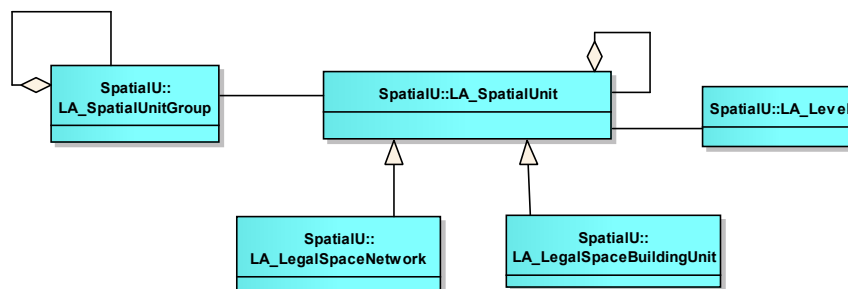 SpatialU::
LA_SpatialUnitGroup
SpatialU::LA_SpatialUnit
SpatialU::LA_Level
SpatialU::
LA_LegalSpaceNetwork
SpatialU::
LA_LegalSpaceBuildingUnit